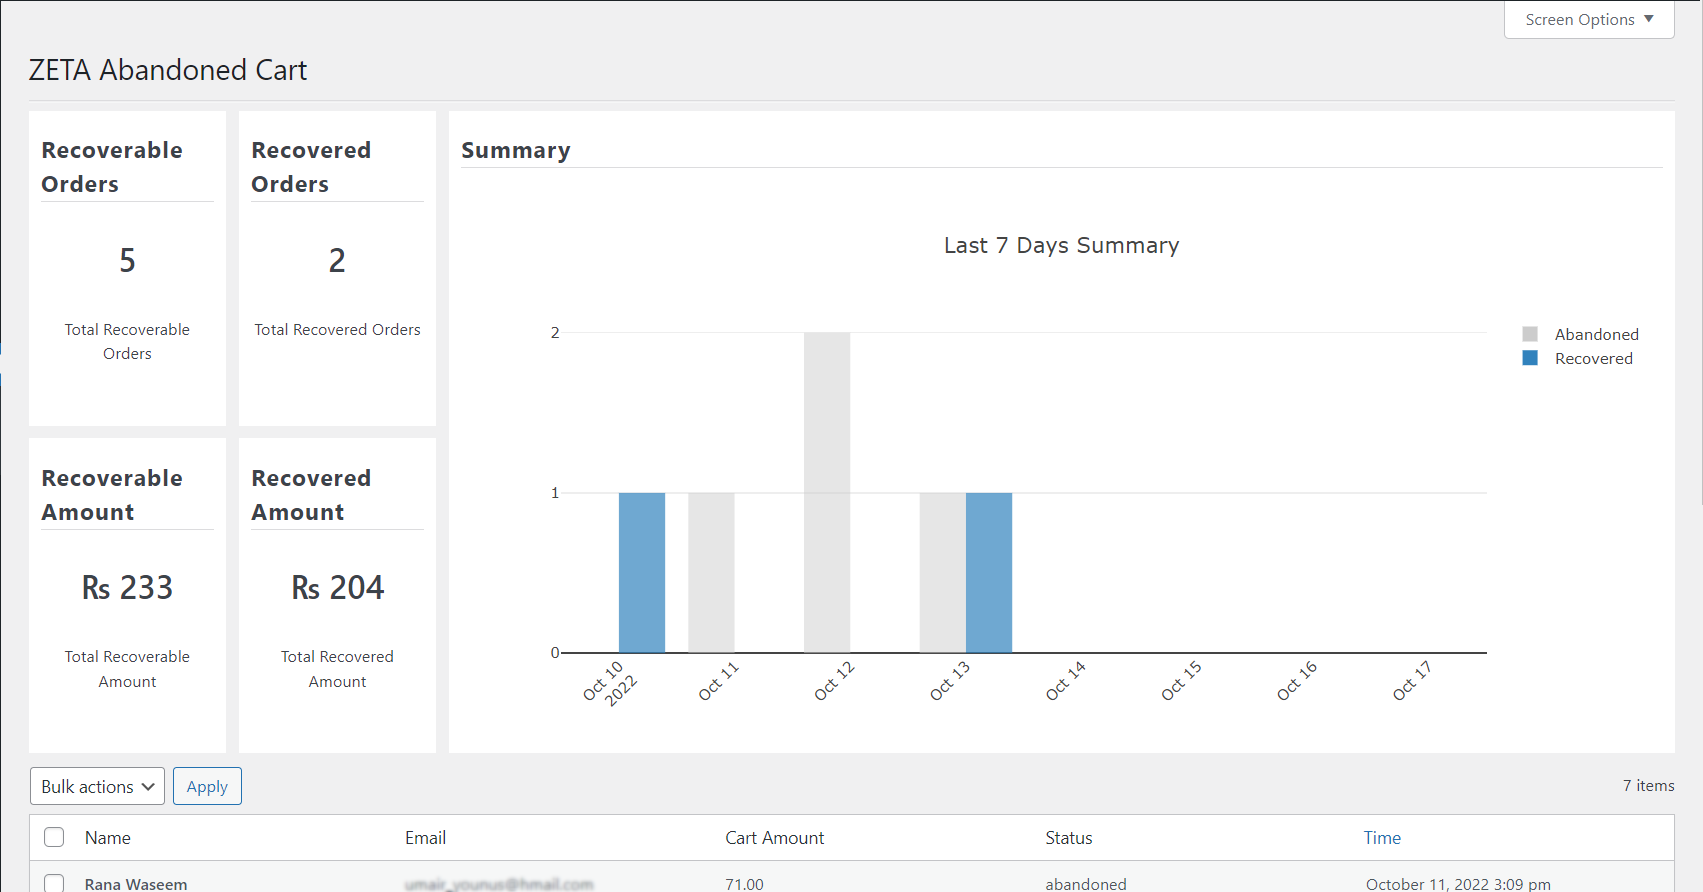 Screen Options
ZETA Abandoned Cart
Recoverable
Orders
5
Total Recoverable
Orders
Recovered
Orders
2
Total Recovered Orders
Recoverable
Amount
₨ 233
Total Recoverable
Amount
Recovered
Amount
₨ 204
Total Recovered
Amount
Summary
Last 7 Days Summary
2
1
0
Oct 10
2022
Oct 11
Oct 12
Oct 13
Oct 14
Oct 15
Oct 16
Oct 17
Abandoned
Recovered
Bulk actions
Apply
7 items
Name Email Cart Amount Status Time
Rana Waseem 71.00 abandoned October 11, 2022 3:09 pm